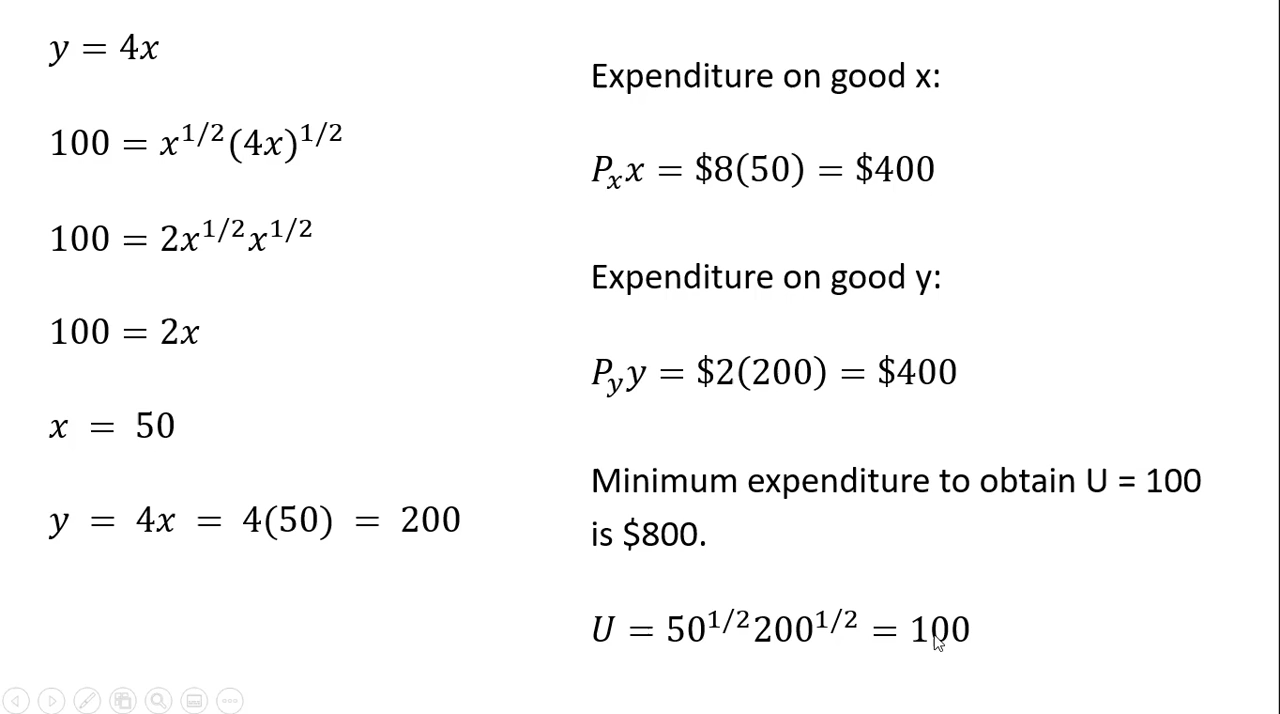 y = 4x
100 = x^{1/2}(4x)^{1/2}
100 = 2x^{1/2}x^{1/2}
100 = 2x
x = 50
y = 4x = 4(50) = 200
Expenditure on good x:
P_x x = $8(50) = $400
Expenditure on good y:
P_y y = $2(200) = $400
Minimum expenditure to obtain U = 100
is $800.
U = 50^{1/2}200^{1/2} = 100